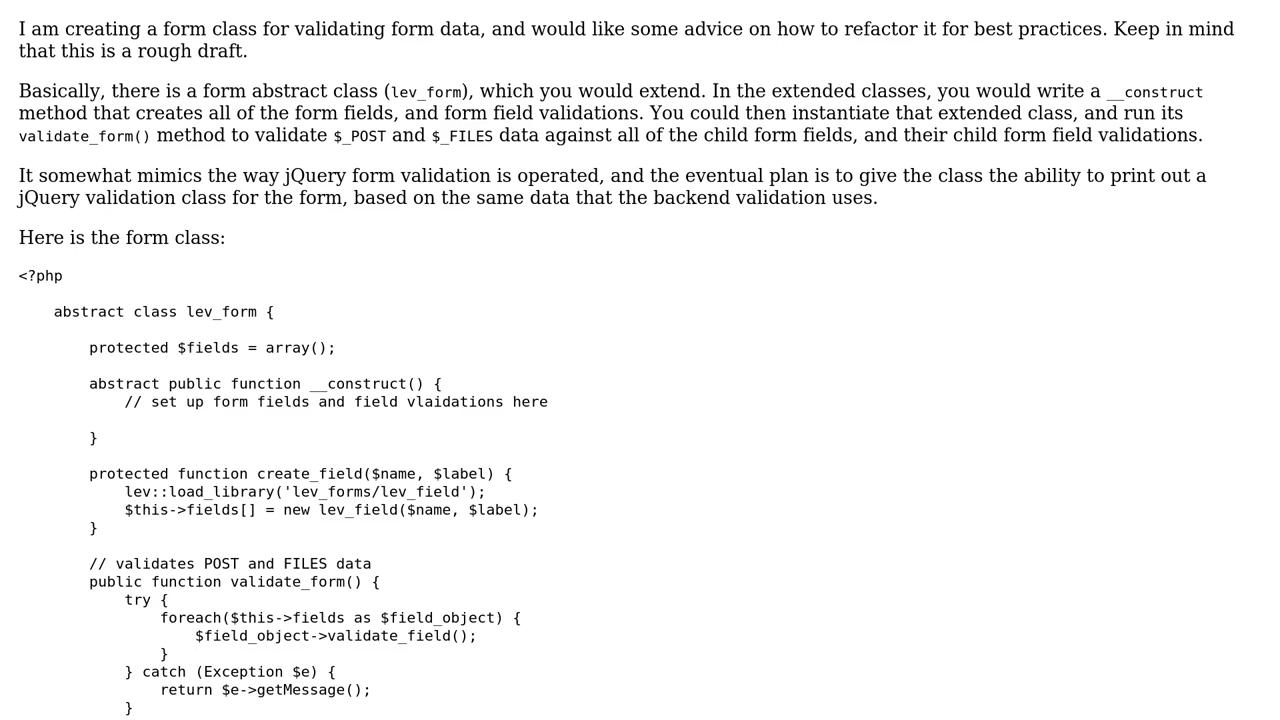 I am creating a form class for validating form data, and would like some advice on how to refactor it for best practices. Keep in mind
that this is a rough draft.
Basically, there is a form abstract class (lev_form), which you would extend. In the extended classes, you would write a __construct
method that creates all of the form fields, and form field validations. You could then instantiate that extended class, and run its
validate_form() method to validate $_POST and $_FILES data against all of the child form fields, and their child form field validations.
It somewhat mimics the way jQuery form validation is operated, and the eventual plan is to give the class the ability to print out a
jQuery validation class for the form, based on the same data that the backend validation uses.
Here is the form class:
<?php
    abstract class lev_form {
        protected $fields = array();
        abstract public function __construct() {
            // set up form fields and field vlaidations here
        }
        protected function create_field($name, $label) {
            lev::load_library('lev_forms/lev_field');
            $this->fields[] = new lev_field($name, $label);
        }
        // validates POST and FILES data
        public function validate_form() {
            try {
                foreach($this->fields as $field_object) {
                    $field_object->validate_field();
                }
            } catch (Exception $e) {
                return $e->getMessage();
            }